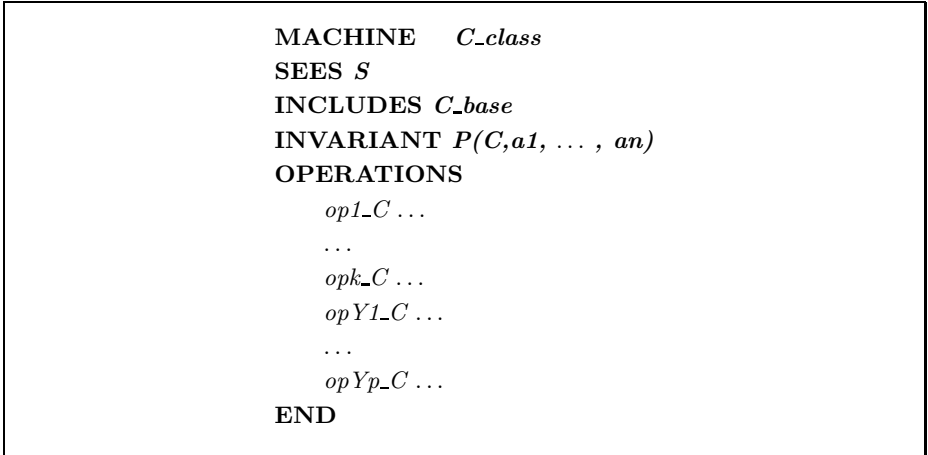 MACHINE C_class
SEES S
INCLUDES C_base
INVARIANT P(C,a1, ... , an)
OPERATIONS
op1_C ...
...
opk_C ...
opY1_C ...
...
opYp_C ...
END